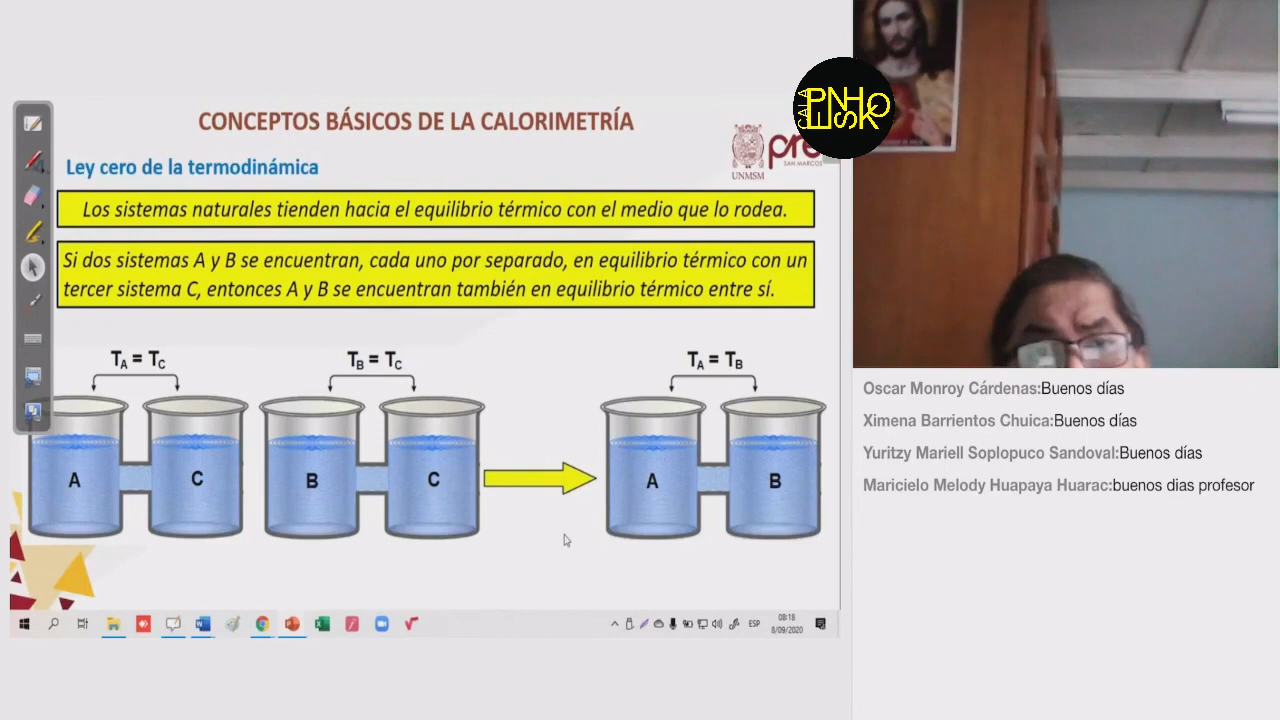 CONCEPTOS BÁSICOS DE LA CALORIMETRÍA
UNMSM
pre
SAN MARCOS
Ley cero de la termodinámica
Los sistemas naturales tienden hacia el equilibrio térmico con el medio que lo rodea.
Si dos sistemas A y B se encuentran, cada uno por separado, en equilibrio térmico con un
tercer sistema C, entonces A y B se encuentran también en equilibrio térmico entre sí.
TA = TC
TB = TC
TA = TB
A
C
B
C
A
B
ESP
08:18
8/09/2020
Oscar Monroy Cárdenas:Buenos días
Ximena Barrientos Chuica:Buenos días
Yuritzy Mariell Soplopuco Sandoval:Buenos días
Maricielo Melody Huapaya Huarac:buenos dias profesor